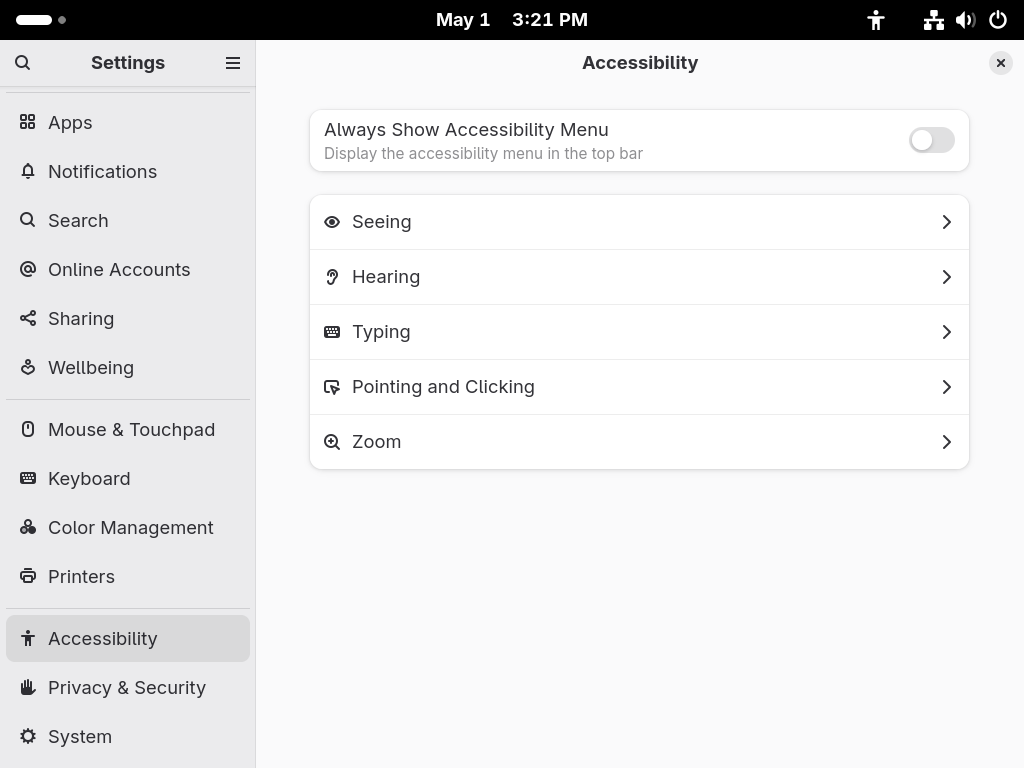 May 1 3:21 PM
Settings
Accessibility
Apps
Notifications
Search
Online Accounts
Sharing
Wellbeing
Mouse & Touchpad
Keyboard
Color Management
Printers
Accessibility
Privacy & Security
System
Always Show Accessibility Menu
Display the accessibility menu in the top bar
Seeing
Hearing
Typing
Pointing and Clicking
Zoom